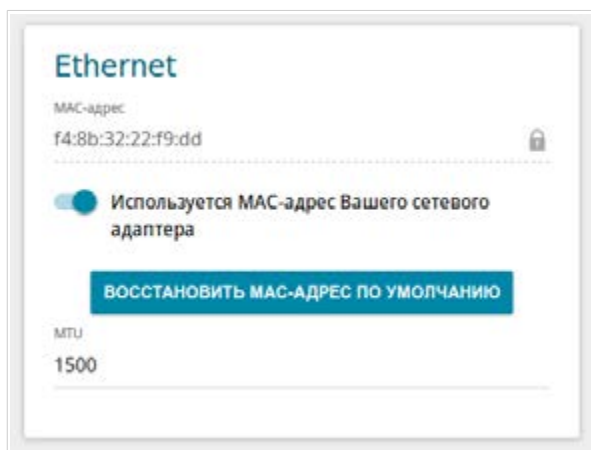 Ethernet
MAC-адрес
f4:8b:32:22:f9:dd
Используется MAC-адрес Вашего сетевого
адаптера
ВОССТАНОВИТЬ MAC-АДРЕС ПО УМОЛЧАНИЮ
MTU
1500